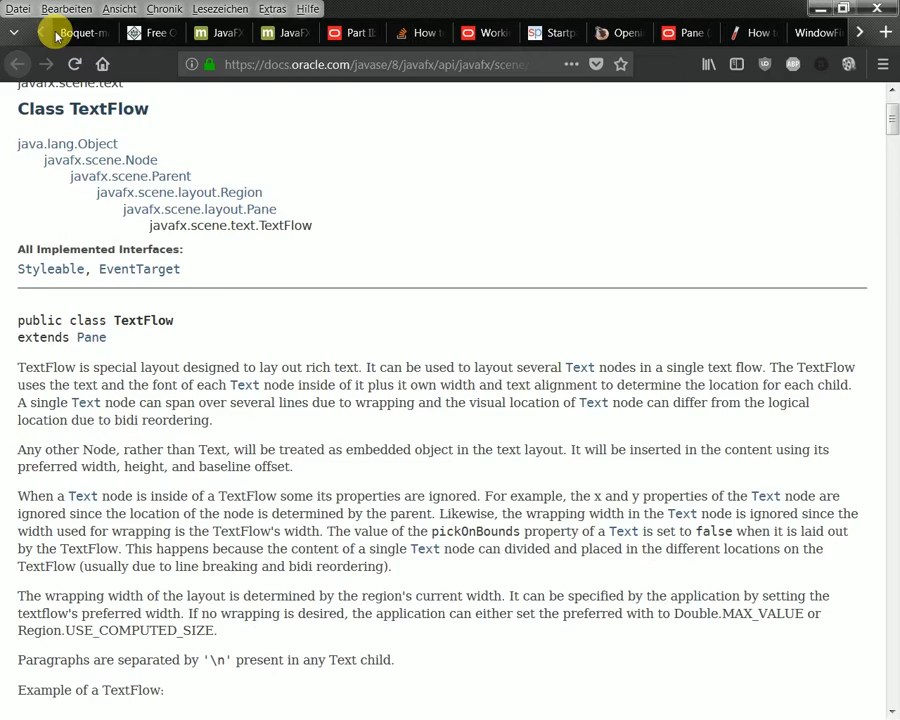 Datei Bearbeiten Ansicht Chronik Lesezeichen Extras Hilfe
Boquet-m Free JavaFX JavaF Part I How t Worki Startp Openi Pane ( How t WindowFi
https://docs.oracle.com/javase/8/javafx/api/javafx/scene/
javafx.scene.text
Class TextFlow
java.lang.Object
javafx.scene.Node
javafx.scene.Parent
javafx.scene.layout.Region
javafx.scene.layout.Pane
javafx.scene.text.TextFlow
All Implemented Interfaces:
Styleable, EventTarget
public class TextFlow
extends Pane
TextFlow is special layout designed to lay out rich text. It can be used to layout several Text nodes in a single text flow. The TextFlow
uses the text and the font of each Text node inside of it plus it own width and text alignment to determine the location for each child.
A single Text node can span over several lines due to wrapping and the visual location of Text node can differ from the logical
location due to bidi reordering.
Any other Node, rather than Text, will be treated as embedded object in the text layout. It will be inserted in the content using its
preferred width, height, and baseline offset.
When a Text node is inside of a TextFlow some its properties are ignored. For example, the x and y properties of the Text node are
ignored since the location of the node is determined by the parent. Likewise, the wrapping width in the Text node is ignored since the
width used for wrapping is the TextFlow's width. The value of the pickOnBounds property of a Text is set to false when it is laid out
by the TextFlow. This happens because the content of a single Text node can divided and placed in the different locations on the
TextFlow (usually due to line breaking and bidi reordering).
The wrapping width of the layout is determined by the region's current width. It can be specified by the application by setting the
textflow's preferred width. If no wrapping is desired, the application can either set the preferred with to Double.MAX_VALUE or
Region.USE_COMPUTED_SIZE.
Paragraphs are separated by '\n' present in any Text child.
Example of a TextFlow: